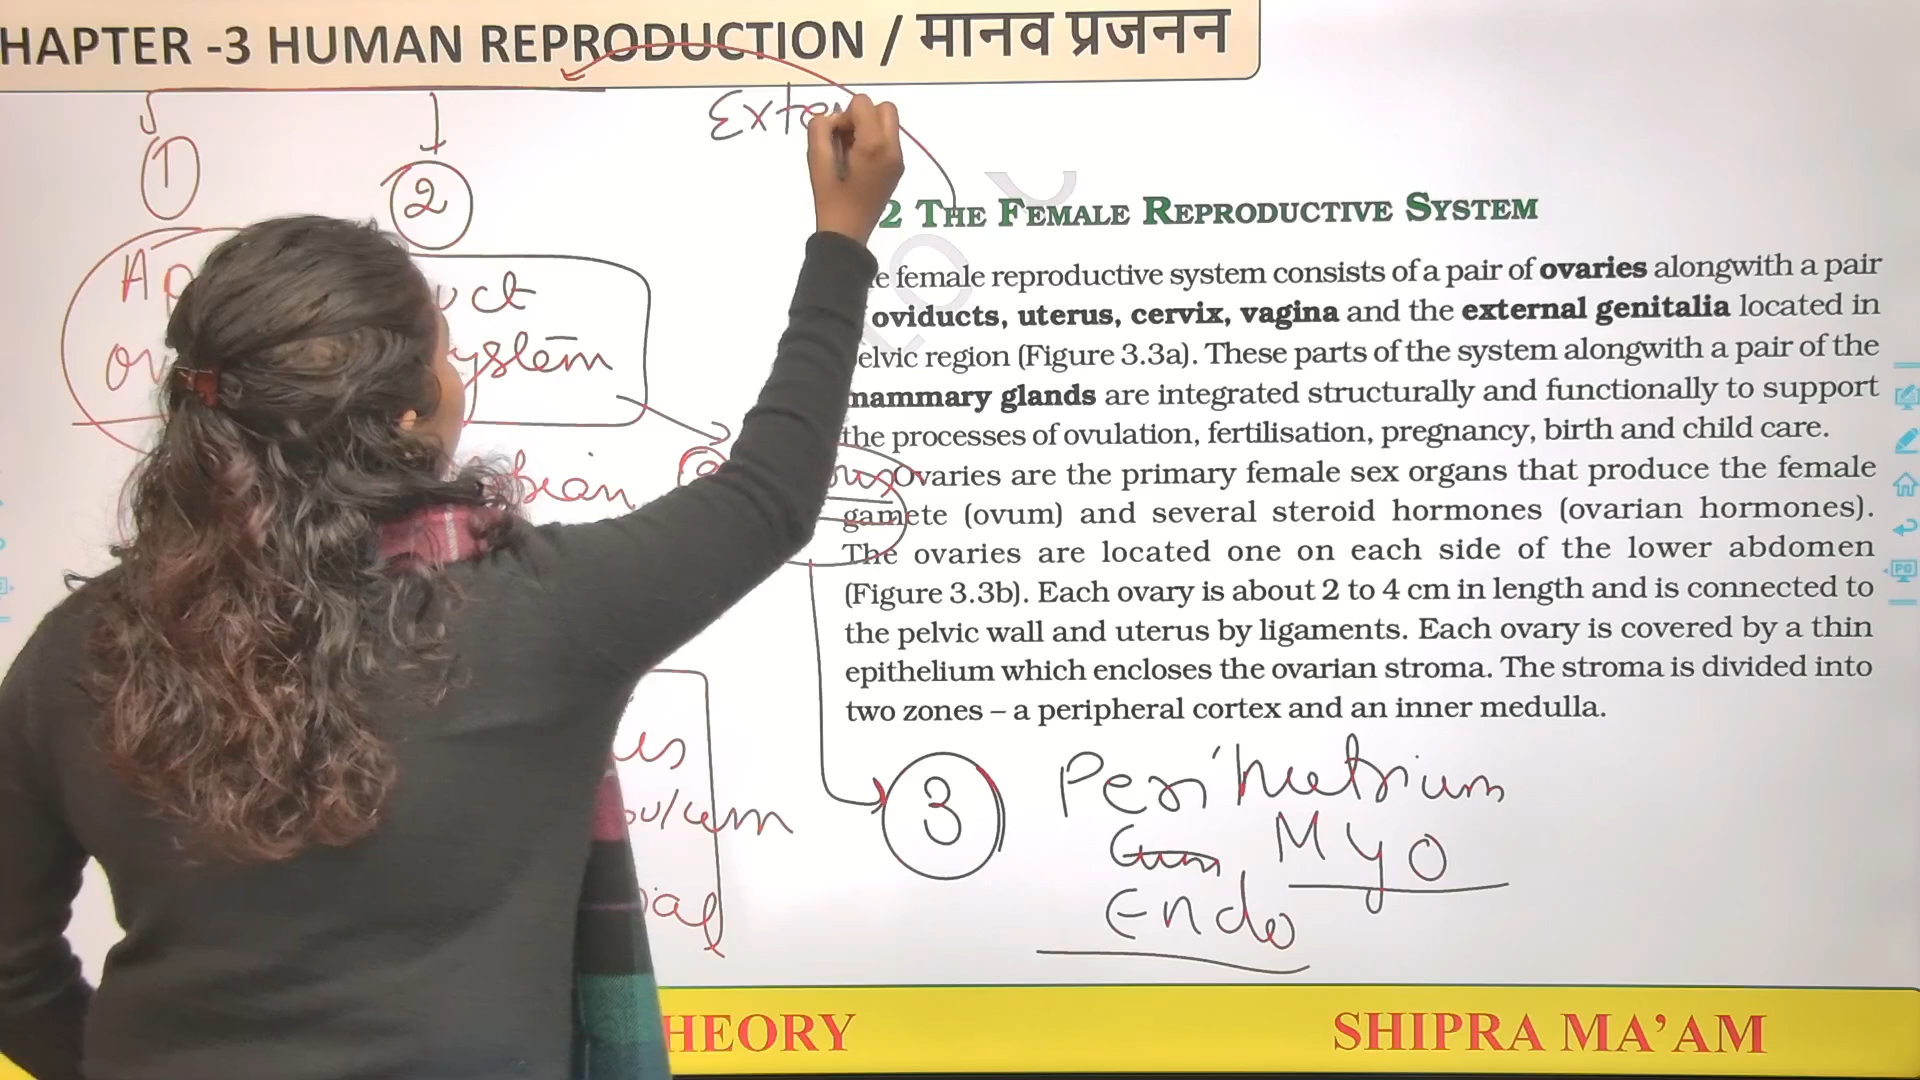 HAPTER -3 HUMAN REPRODUCTION / मानव प्रजनन
①
②
Exte
2 THE FEMALE REPRODUCTIVE SYSTEM
e female reproductive system consists of a pair of ovaries alongwith a pair
oviducts, uterus, cervix, vagina and the external genitalia located in
elvic region (Figure 3.3a). These parts of the system alongwith a pair of the
mammary glands are integrated structurally and functionally to support
the processes of ovulation, fertilisation, pregnancy, birth and child care.
Ovaries are the primary female sex organs that produce the female
gamete (ovum) and several steroid hormones (ovarian hormones).
The ovaries are located one on each side of the lower abdomen
(Figure 3.3b). Each ovary is about 2 to 4 cm in length and is connected to
the pelvic wall and uterus by ligaments. Each ovary is covered by a thin
epithelium which encloses the ovarian stroma. The stroma is divided into
two zones – a peripheral cortex and an inner medulla.
uct
ystem
③
Perimetrium
Myo
Endo
HEORY
SHIPRA MA'AM